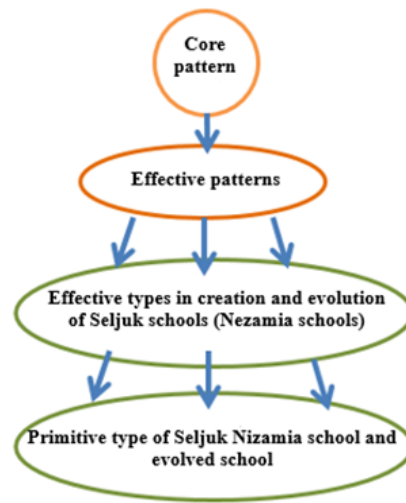 Core
pattern
Effective patterns
Effective types in creation and evolution
of Seljuk schools (Nezamia schools)
Primitive type of Seljuk Nizamia school and
evolved school